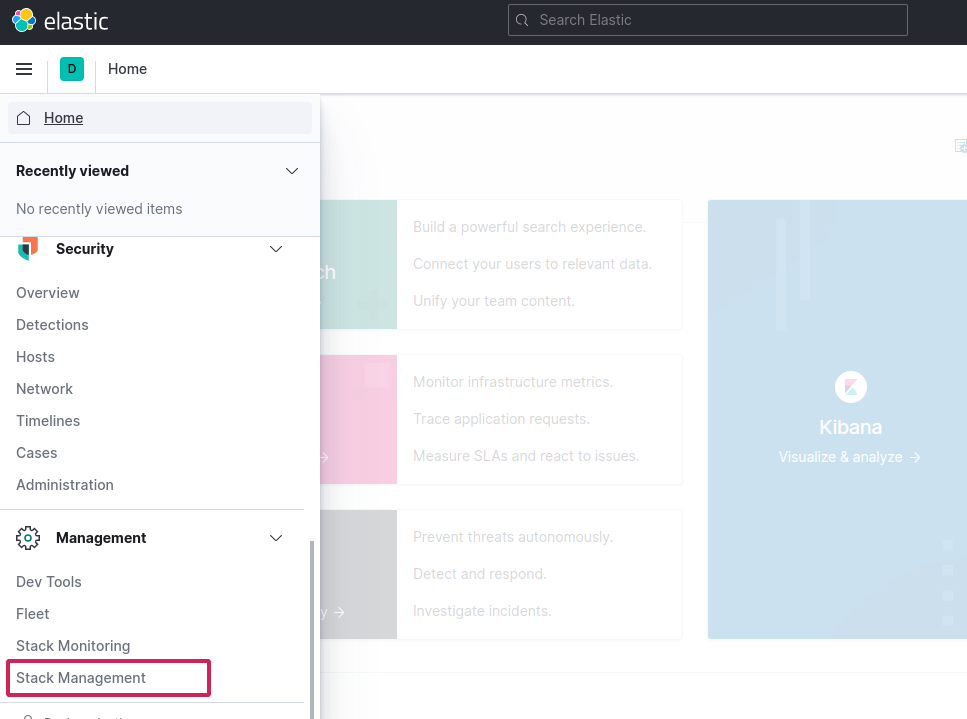 elastic
Search Elastic
D
Home
Home
Recently viewed
No recently viewed items
Security
Overview
Detections
Hosts
Network
Timelines
Cases
Administration
Management
Dev Tools
Fleet
Stack Monitoring
Stack Management
Build a powerful search experience.
Connect your users to relevant data.
Unify your team content.
Monitor infrastructure metrics.
Trace application requests.
Measure SLAs and react to issues.
Prevent threats autonomously.
Detect and respond.
Investigate incidents.
Kibana
Visualize & analyze →